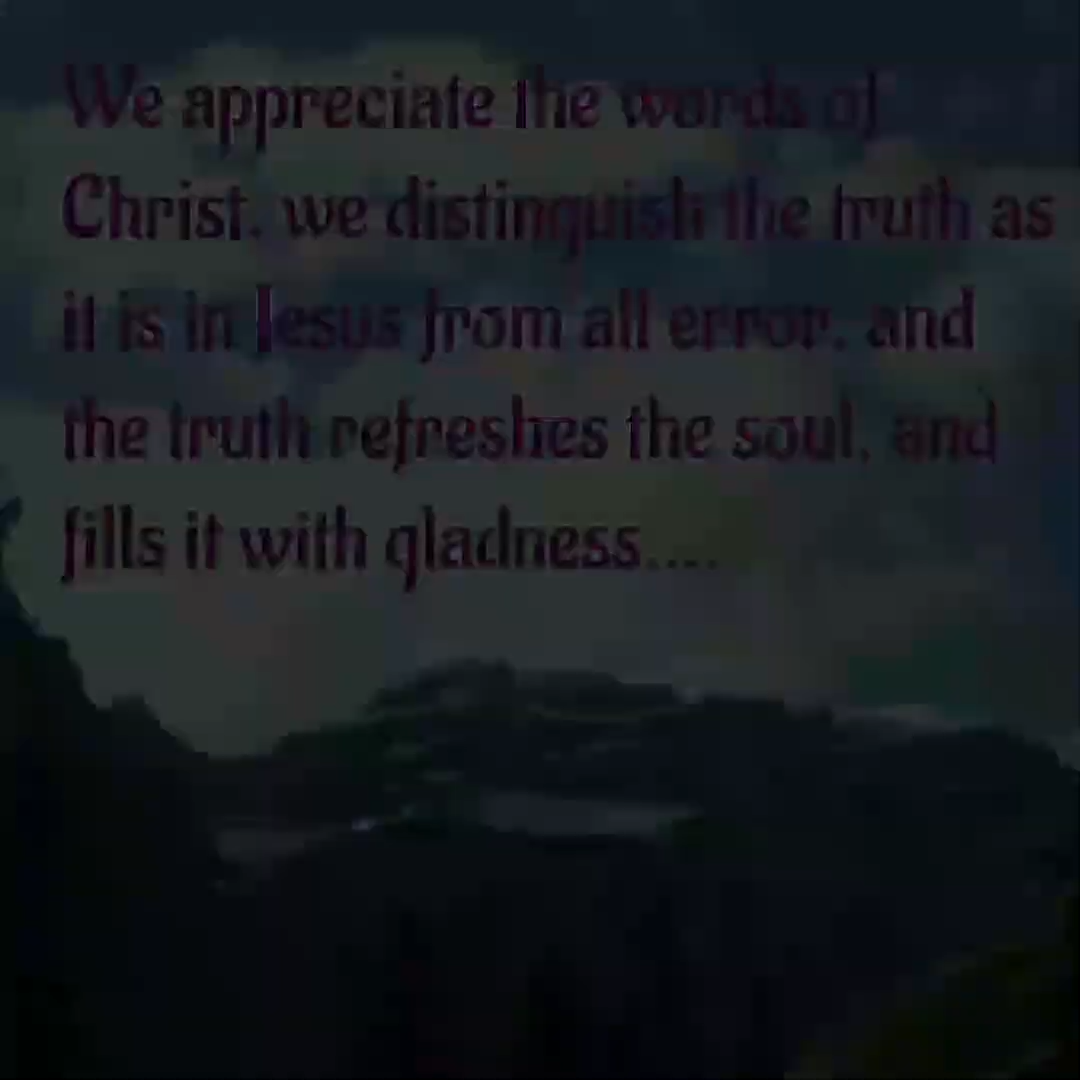 We appreciate the words of
Christ, we distinguish the truth as
it is in Jesus from all error, and
the truth refreshes the soul, and
fills it with gladness....